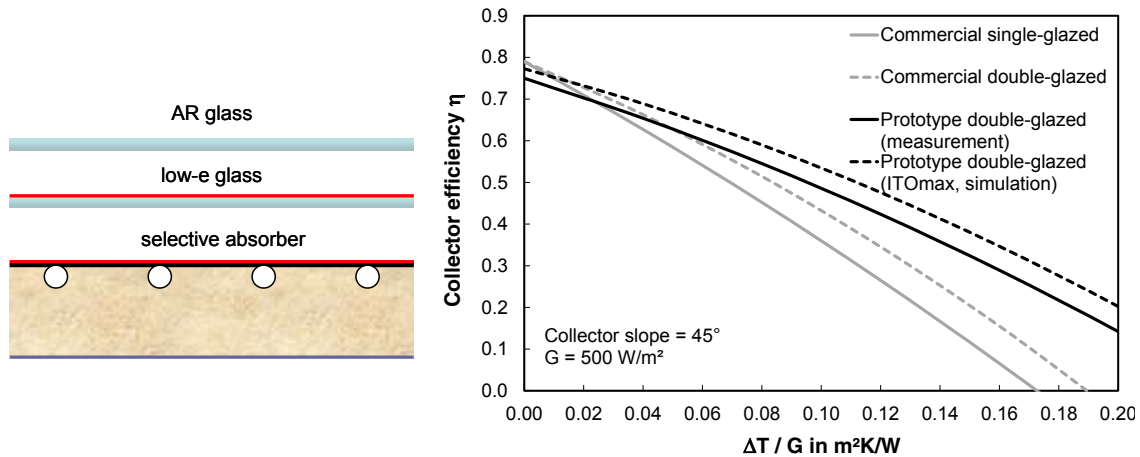 AR glass
low-e glass
selective absorber
Collector efficiency η
0.9
0.8
0.7
0.6
0.5
0.4
0.3
0.2
0.1
0.0
Commercial single-glazed
Commercial double-glazed
Prototype double-glazed
(measurement)
Prototype double-glazed
(ITOmax, simulation)
Collector slope = 45°
G = 500 W/m²
0.00 0.02 0.04 0.06 0.08 0.10 0.12 0.14 0.16 0.18 0.20
ΔT / G in m²K/W